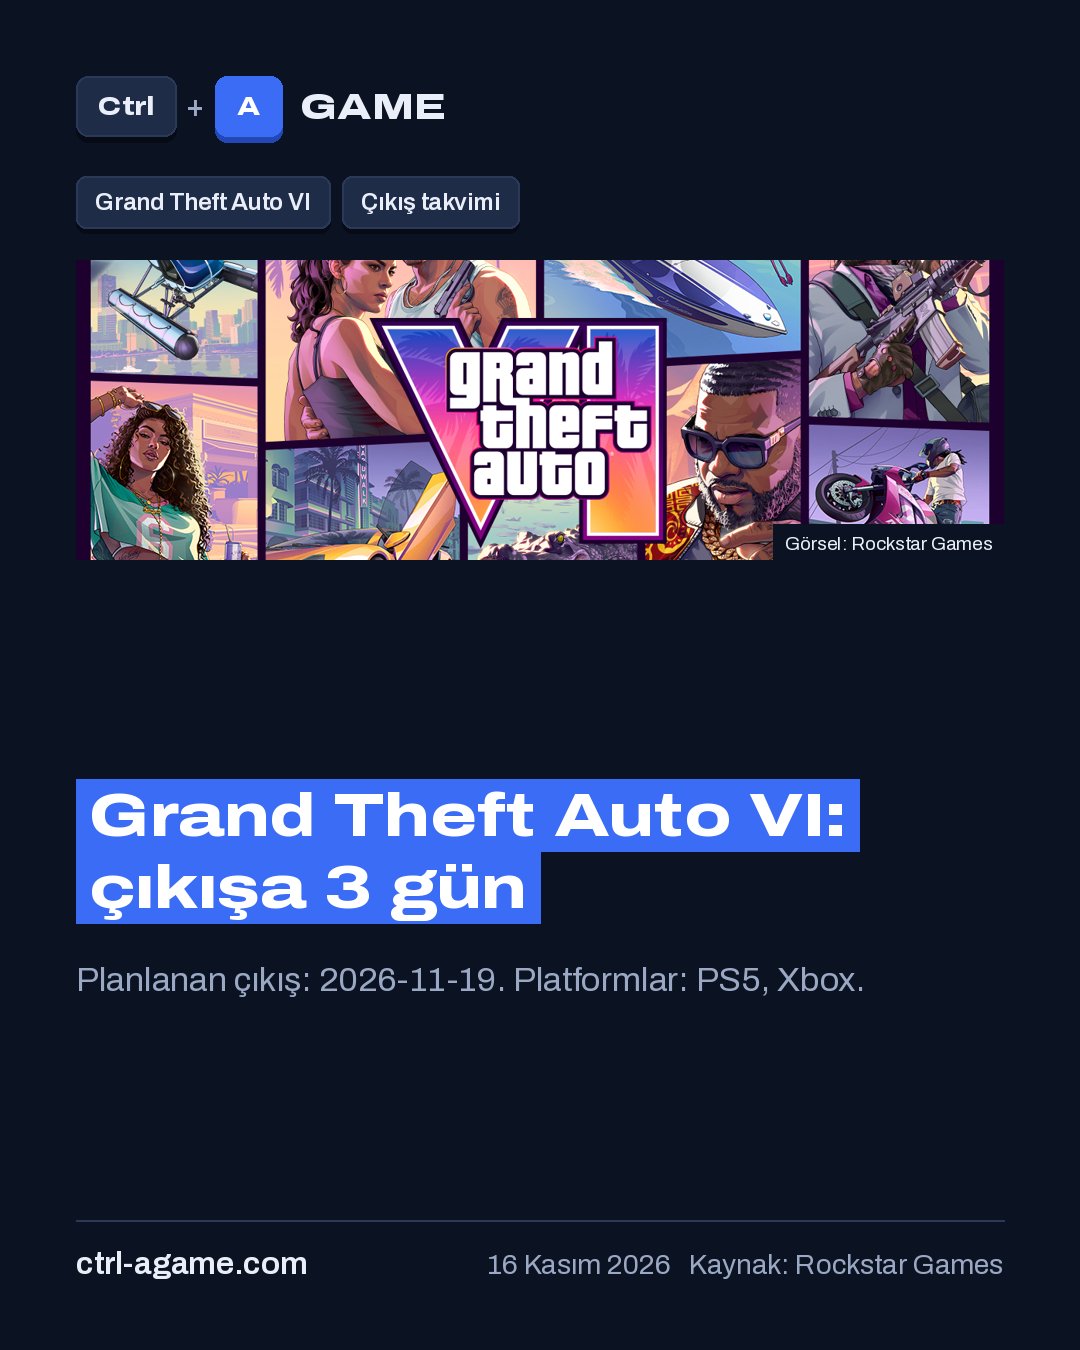 Ctrl + A GAME
Grand Theft Auto VI Çıkış takvimi
grand
theft
auto
VI
Görsel: Rockstar Games
Grand Theft Auto VI:
çıkışa 3 gün
Planlanan çıkış: 2026-11-19. Platformlar: PS5, Xbox.
ctrl-agame.com 16 Kasım 2026 Kaynak: Rockstar Games